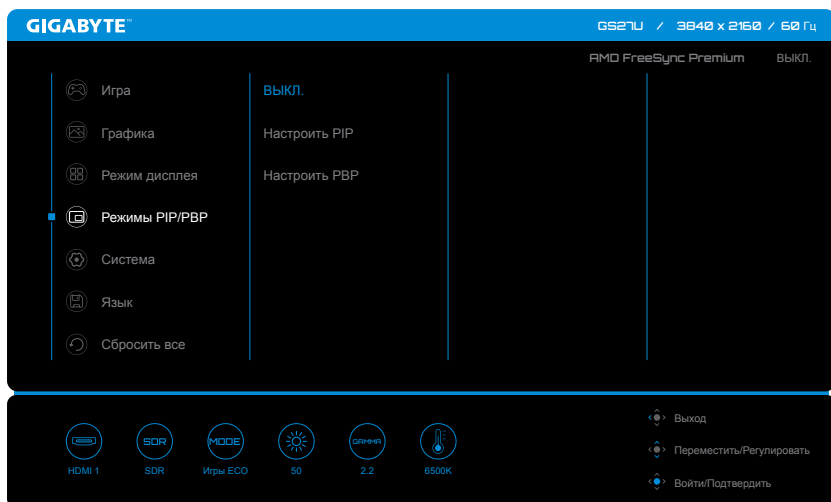 GIGABYTE™
GS27U / 3840 x 2160 / 60 Гц
AMD FreeSync Premium ВЫКЛ.
Игра ВЫКЛ.
Графика Настроить PIP
Режим дисплея Настроить PBP
Режимы PIP/PBP
Система
Язык
Сбросить все
SDR MODE GAMMA
HDMI 1 SDR Игры ECO 50 2.2 6500K
Выход
Переместить/Регулировать
Войти/Подтвердить